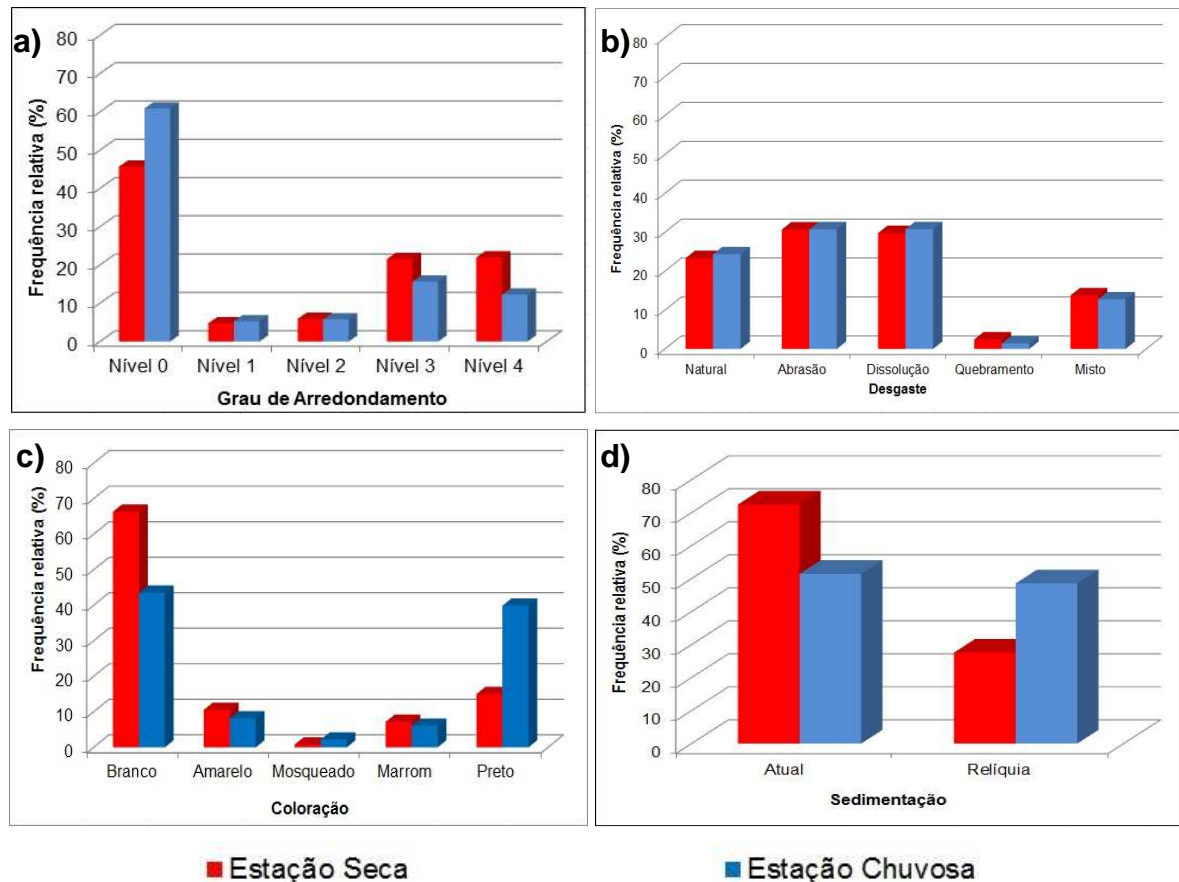 a)
80
70
60
50
40
30
20
10
0
Frequência relativa (%)
Nível 0 Nível 1 Nível 2 Nível 3 Nível 4
Grau de Arredondamento
b)
80
70
60
50
40
30
20
10
0
Frequência relativa (%)
Natural Abrasão Dissolução Quebramento Misto
Desgaste
c)
80
70
60
50
40
30
20
10
0
Frequência relativa (%)
Branco Amarelo Mosqueado Marrom Preto
Coloração
d)
80
70
60
50
40
30
20
10
0
Frequência relativa (%)
Atual Relíquia
Sedimentação
Estação Seca Estação Chuvosa